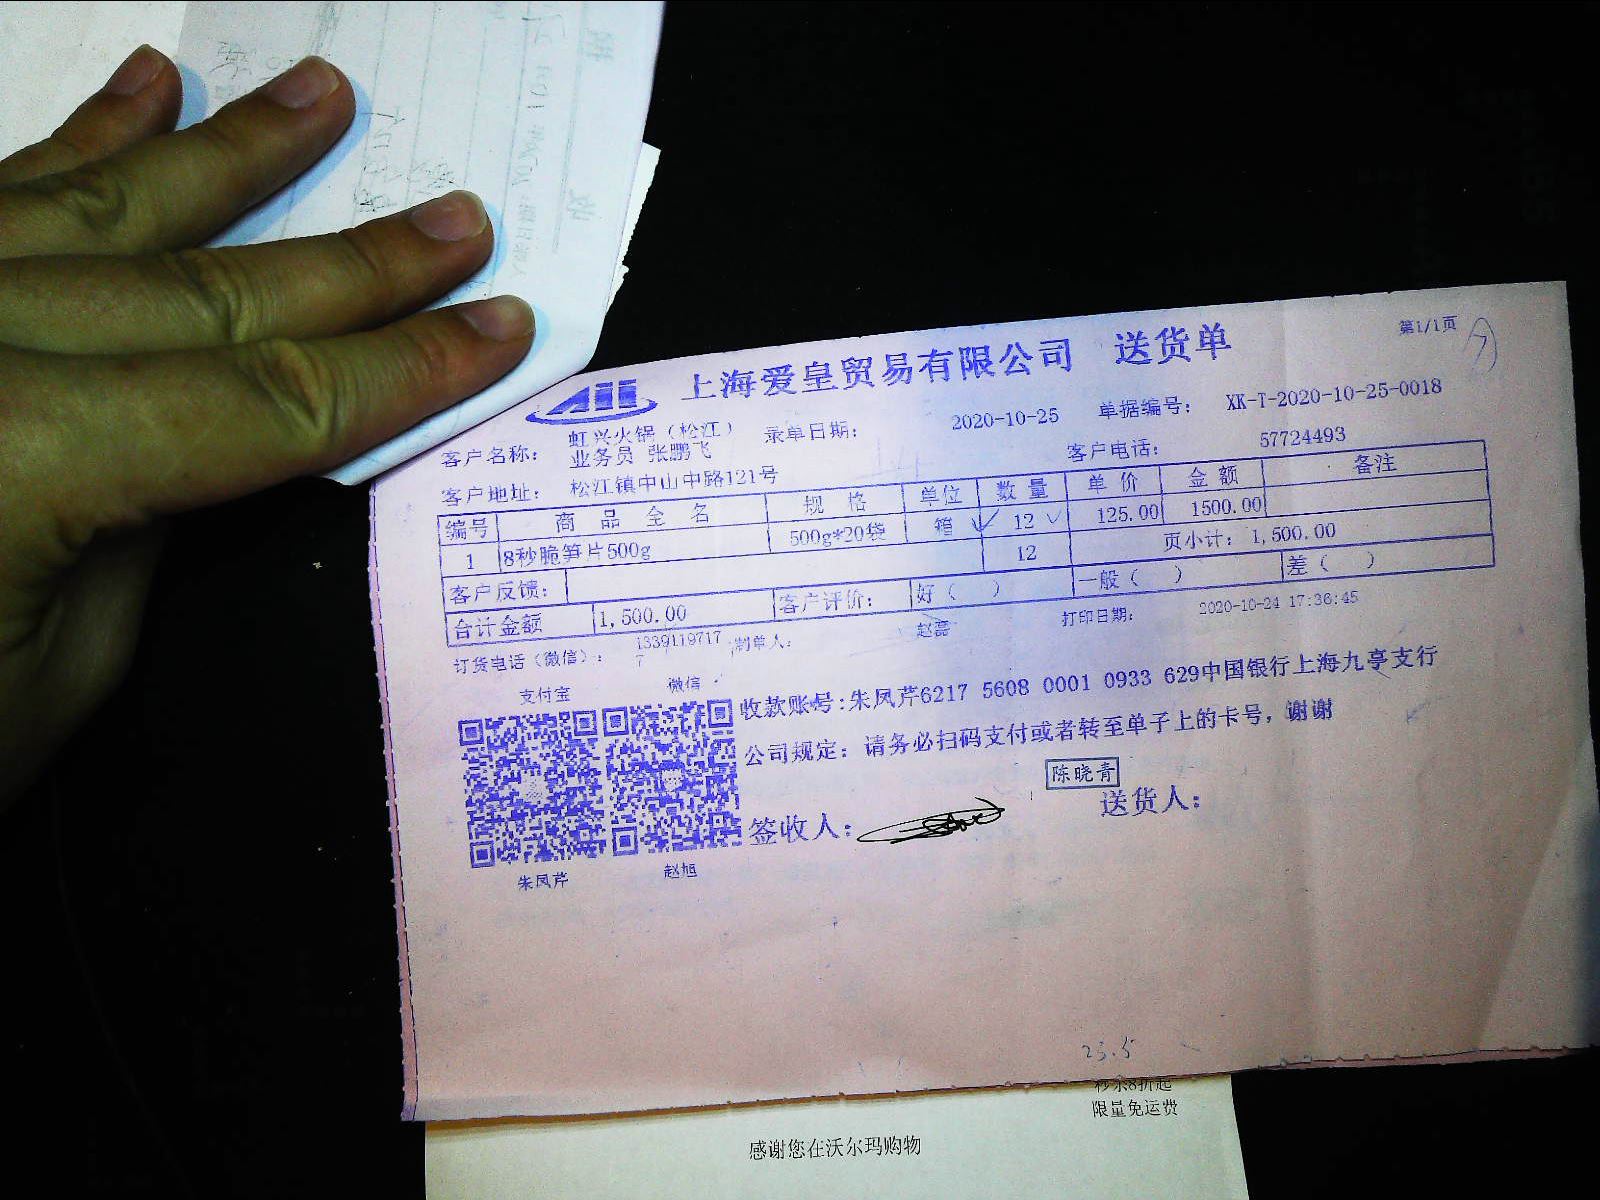 第1/1页
上海爱皇贸易有限公司 送货单
客户名称： 虹兴火锅（松江） 业务员 张鹏飞 录单日期： 2020-10-25 单据编号： XK-T-2020-10-25-0018
客户地址： 松江镇中山中路121号 客户电话： 57724493
编号 商品全名 规格 单位 数量 单价 金额 备注
1 8秒脆笋片500g 500g*20袋 箱 12 125.00 1500.00
12 页小计：1,500.00
客户反馈：
合计金额 1,500.00 客户评价： 好（ ） 一般（ ） 差（ ）
订货电话（微信）： 13391197177 制单人： 赵磊 打印日期： 2020-10-24 17:36:45
支付宝 微信
收款账号:朱凤芹6217 5608 0001 0933 629中国银行上海九亭支行
公司规定：请务必扫码支付或者转至单子上的卡号，谢谢
陈晓青
签收人： 送货人：
朱凤芹 赵旭
23.5
秒杀8折起
限量免运费
感谢您在沃尔玛购物